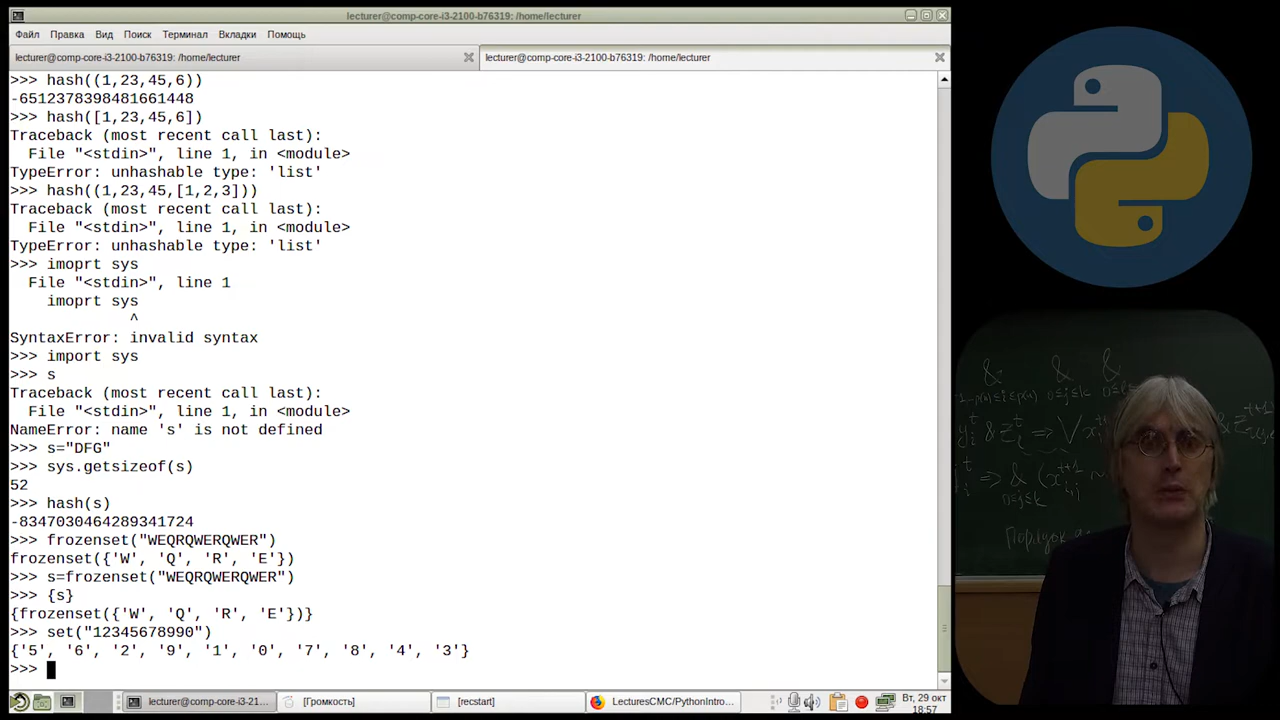 lecturer@comp-core-i3-2100-b76319: /home/lecturer
Файл Правка Вид Поиск Терминал Вкладки Помощь
lecturer@comp-core-i3-2100-b76319: /home/lecturer
lecturer@comp-core-i3-2100-b76319: /home/lecturer
>>> hash((1,23,45,6))
-6512378398481661448
>>> hash([1,23,45,6])
Traceback (most recent call last):
  File "<stdin>", line 1, in <module>
TypeError: unhashable type: 'list'
>>> hash((1,23,45,[1,2,3]))
Traceback (most recent call last):
  File "<stdin>", line 1, in <module>
TypeError: unhashable type: 'list'
>>> imoprt sys
  File "<stdin>", line 1
    imoprt sys
             ^
SyntaxError: invalid syntax
>>> import sys
>>> s
Traceback (most recent call last):
  File "<stdin>", line 1, in <module>
NameError: name 's' is not defined
>>> s="DFG"
>>> sys.getsizeof(s)
52
>>> hash(s)
-8347030464289341724
>>> frozenset("WEQRQWERQWER")
frozenset({'W', 'Q', 'R', 'E'})
>>> s=frozenset("WEQRQWERQWER")
>>> {s}
{frozenset({'W', 'Q', 'R', 'E'})}
>>> set("12345678990")
{'5', '6', '2', '9', '1', '0', '7', '8', '4', '3'}
>>>
lecturer@comp-core-i3-21... [Громкость] [recstart] LecturesCMC/PythonIntro... Вт, 29 окт
18:57